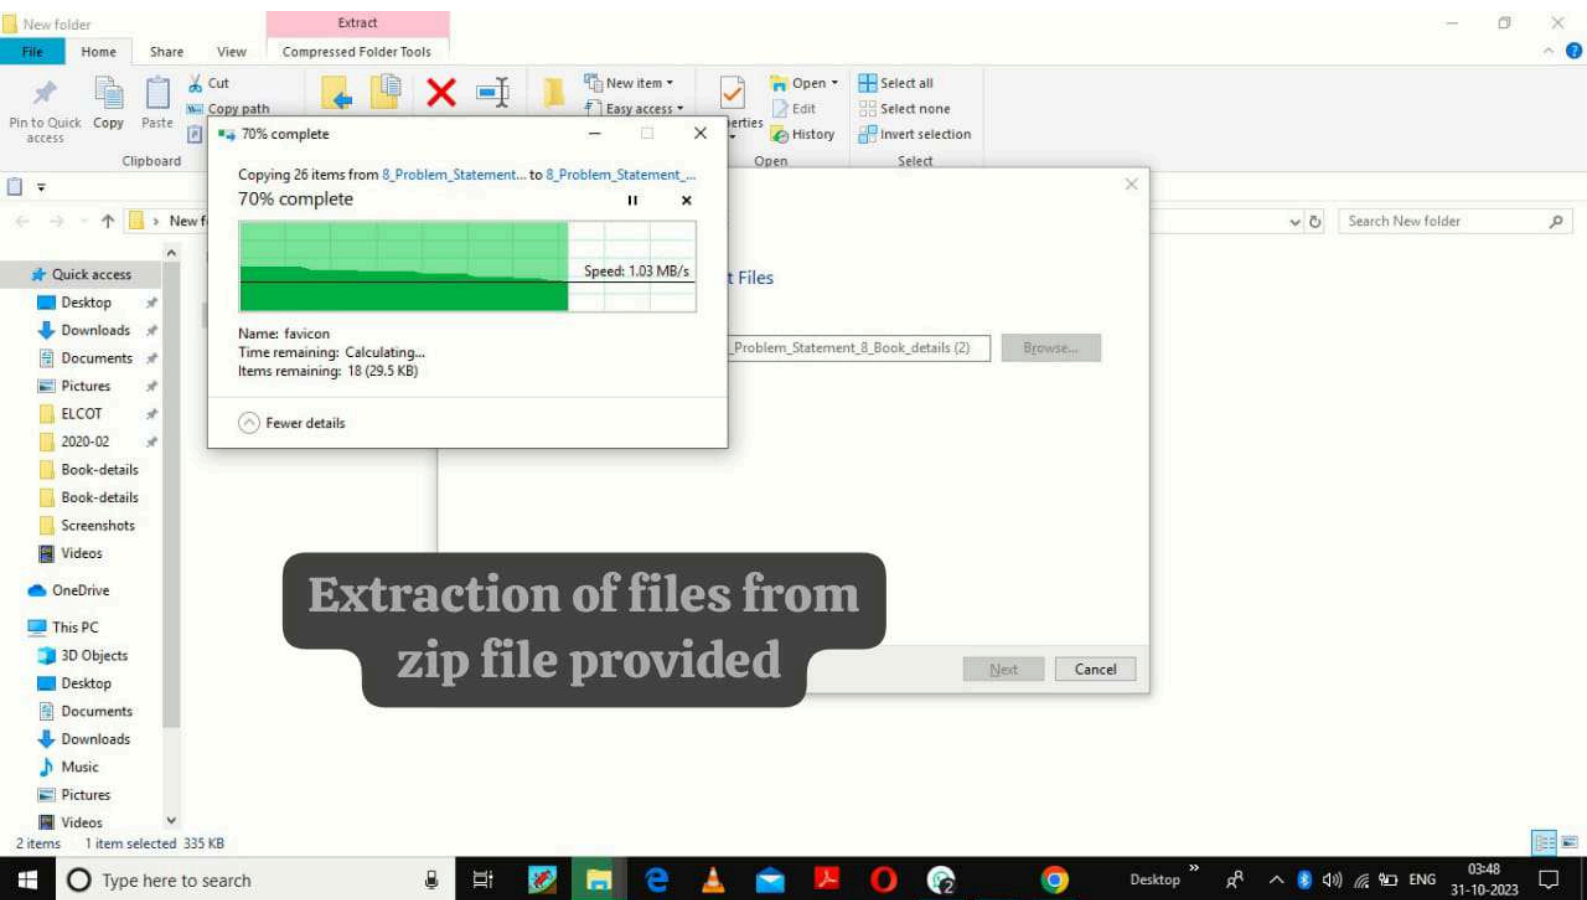 New folder
Extract
File
Home
Share
View
Compressed Folder Tools
Pin to Quick access
Copy
Paste
Cut
Copy path
New item
Easy access
erties
Open
Edit
History
Select all
Select none
Invert selection
Clipboard
Open
Select
70% complete
Copying 26 items from 8_Problem_Statement... to 8_Problem_Statement_...
70% complete
Speed: 1.03 MB/s
Name: favicon
Time remaining: Calculating...
Items remaining: 18 (29.5 KB)
Fewer details
New f
Search New folder
t Files
_Problem_Statement_8_Book_details (2)
Browse...
Next
Cancel
Quick access
Desktop
Downloads
Documents
Pictures
ELCOT
2020-02
Book-details
Book-details
Screenshots
Videos
OneDrive
This PC
3D Objects
Desktop
Documents
Downloads
Music
Pictures
Videos
Extraction of files from
zip file provided
2 items 1 item selected 335 KB
Type here to search
2
Desktop
ENG
03:48
31-10-2023